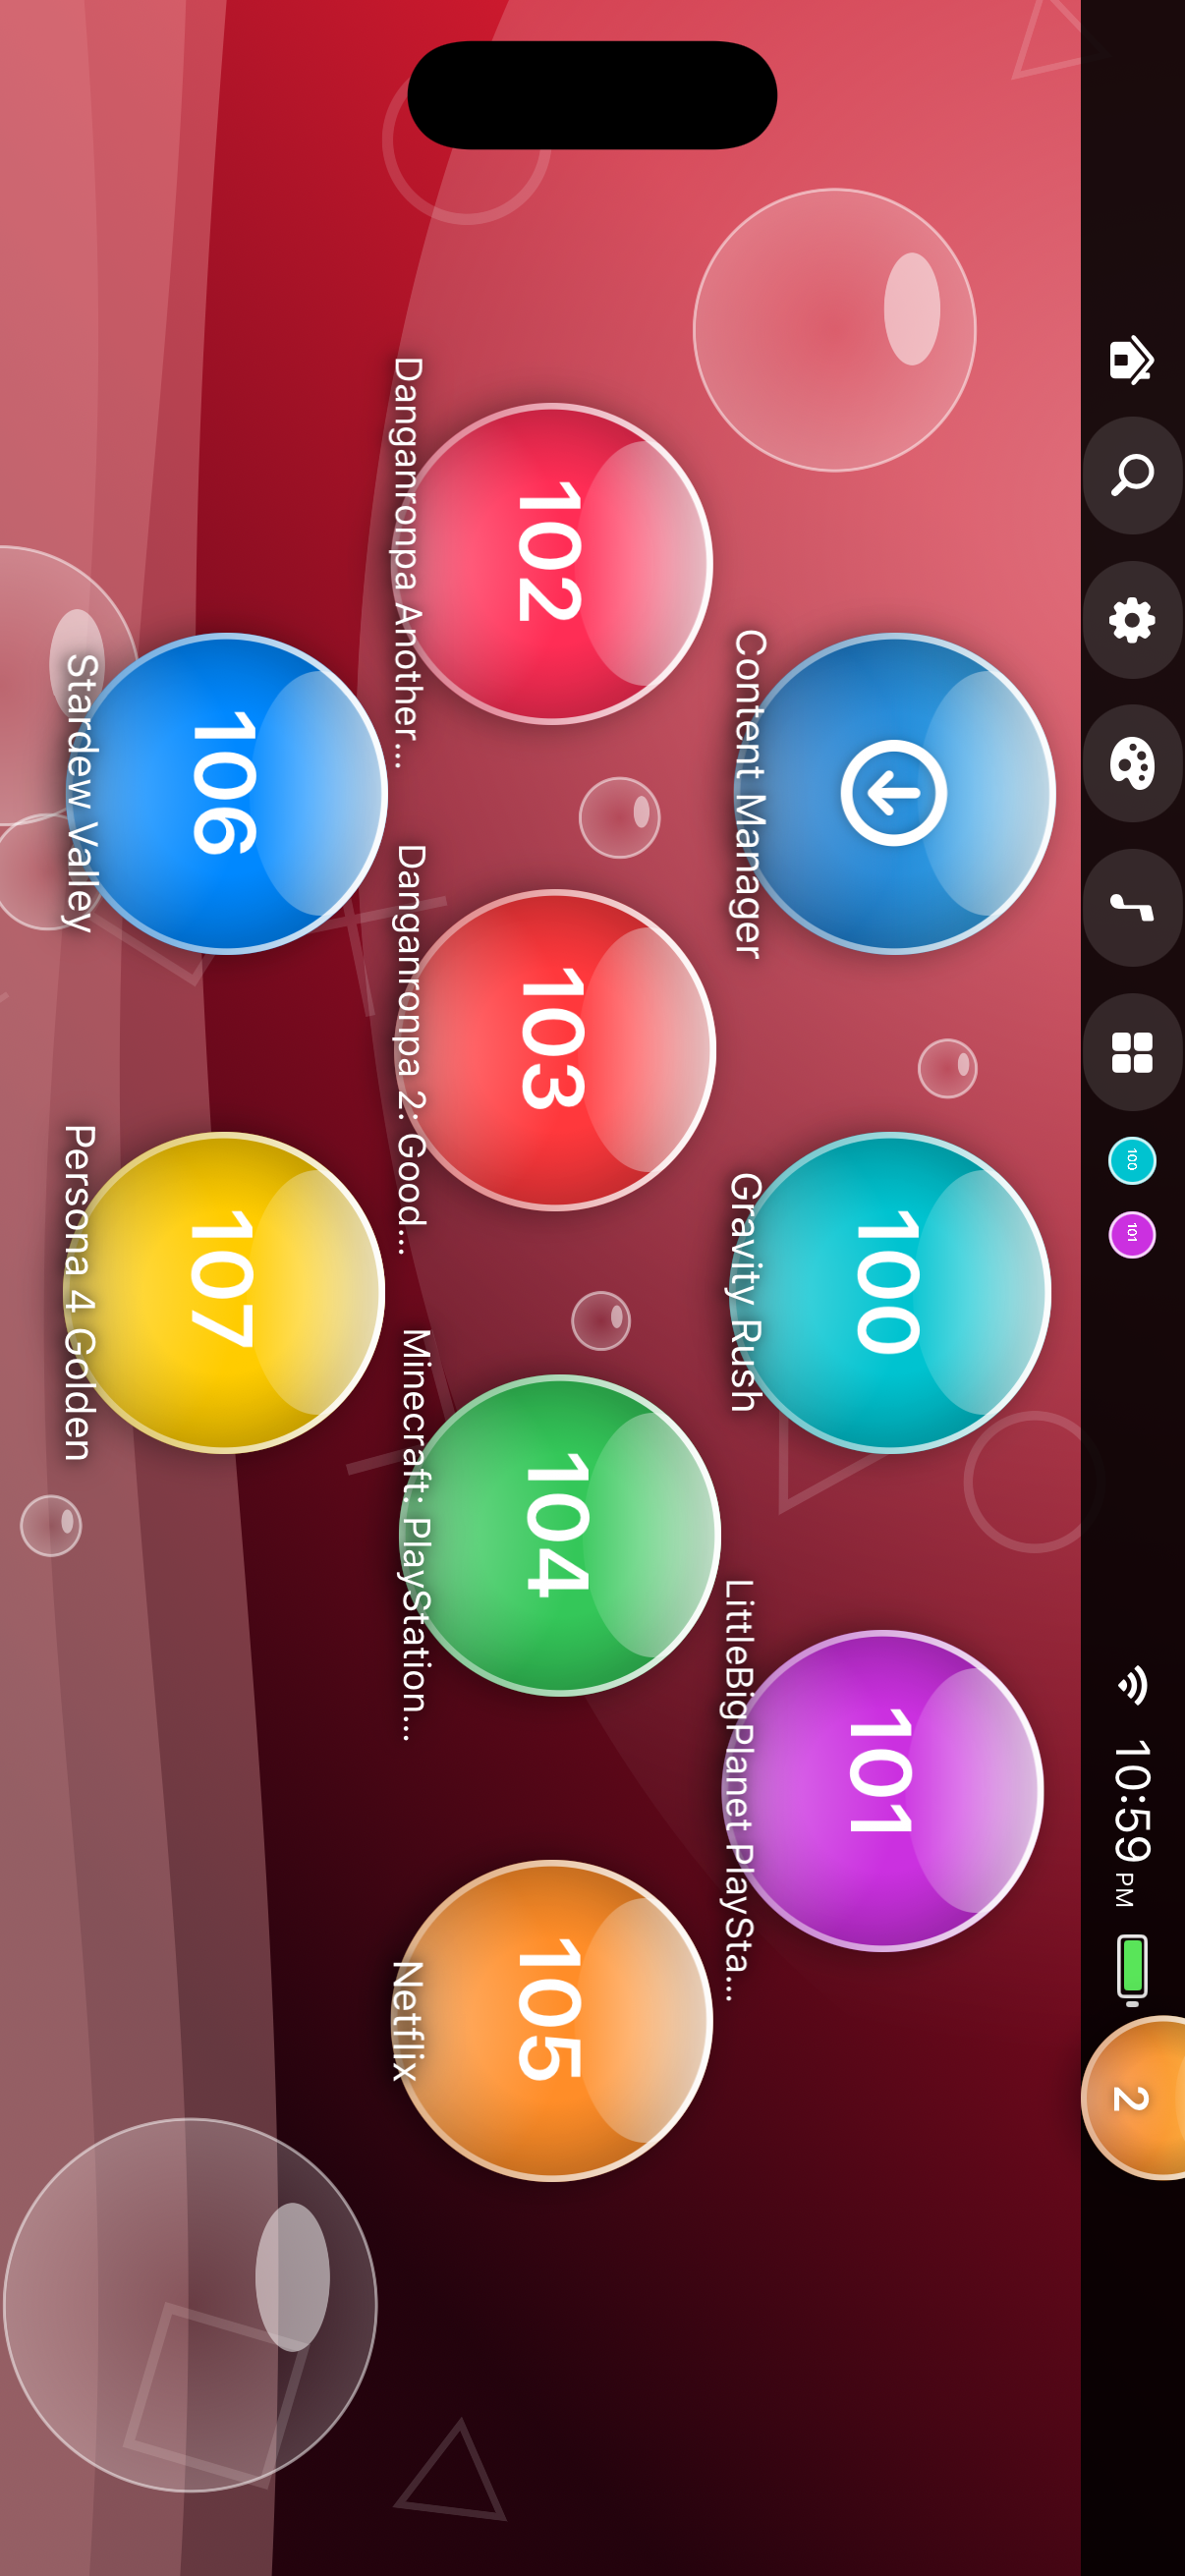 100
101
10:59 PM
2
Content Manager
100
Gravity Rush
101
LittleBigPlanet PlaySta...
102
Danganronpa Another...
103
Danganronpa 2: Good...
104
Minecraft: PlayStation...
105
Netflix
106
Stardew Valley
107
Persona 4 Golden